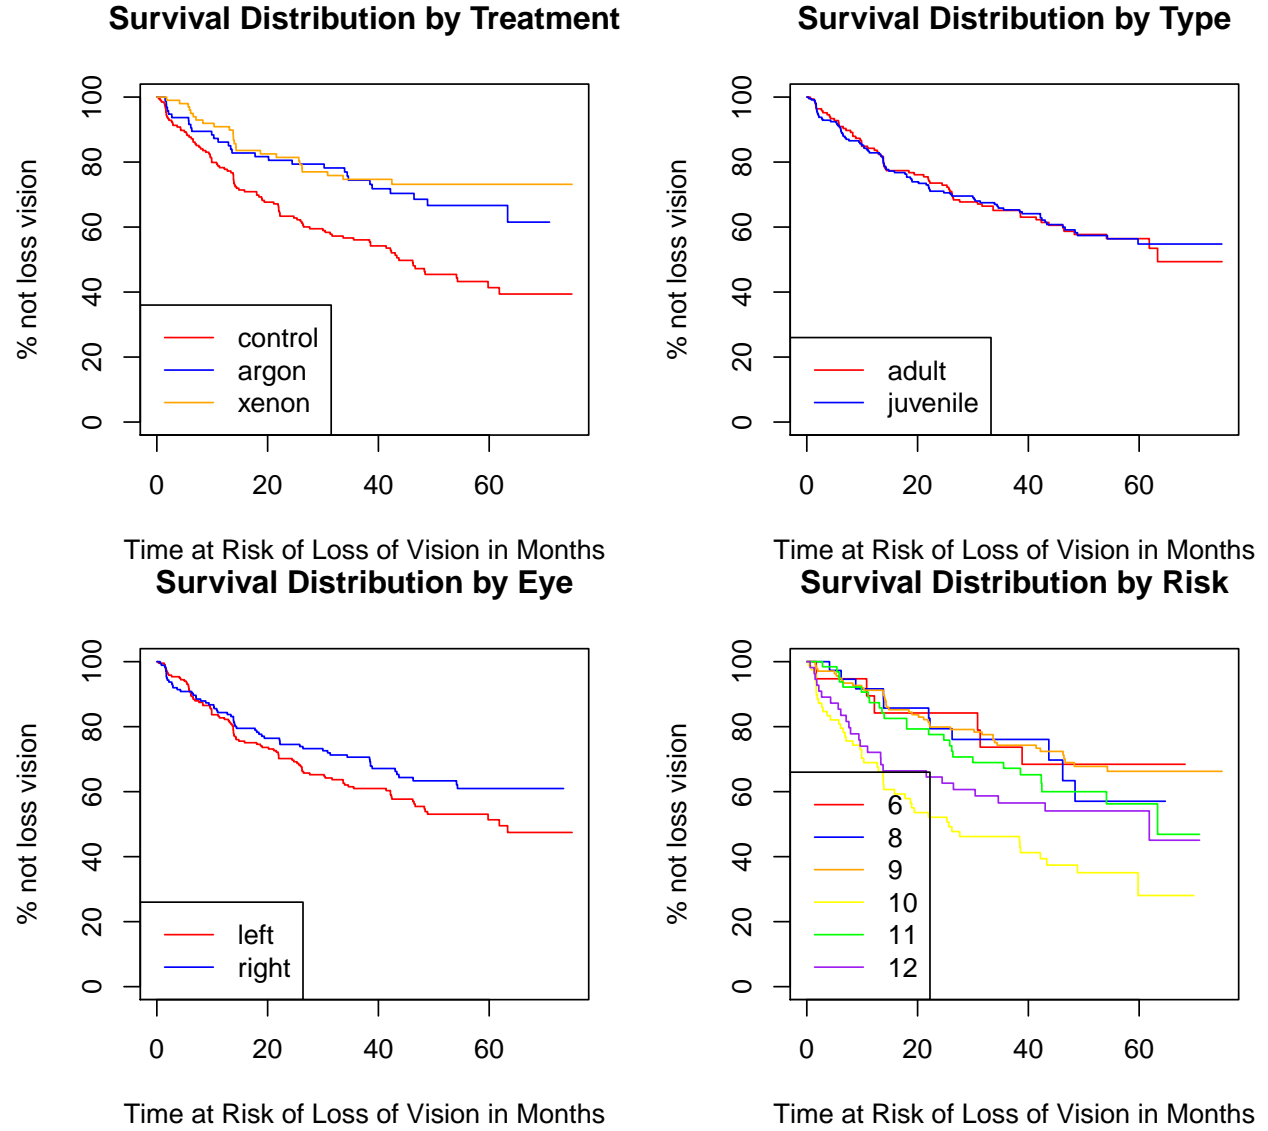 Survival Distribution by Treatment
% not loss vision
100
80
60
40
20
0
control
argon
xenon
0 20 40 60
Time at Risk of Loss of Vision in Months
Survival Distribution by Type
% not loss vision
100
80
60
40
20
0
adult
juvenile
0 20 40 60
Time at Risk of Loss of Vision in Months
Survival Distribution by Eye
% not loss vision
100
80
60
40
20
0
left
right
0 20 40 60
Time at Risk of Loss of Vision in Months
Survival Distribution by Risk
% not loss vision
100
80
60
40
20
0
6
8
9
10
11
12
0 20 40 60
Time at Risk of Loss of Vision in Months